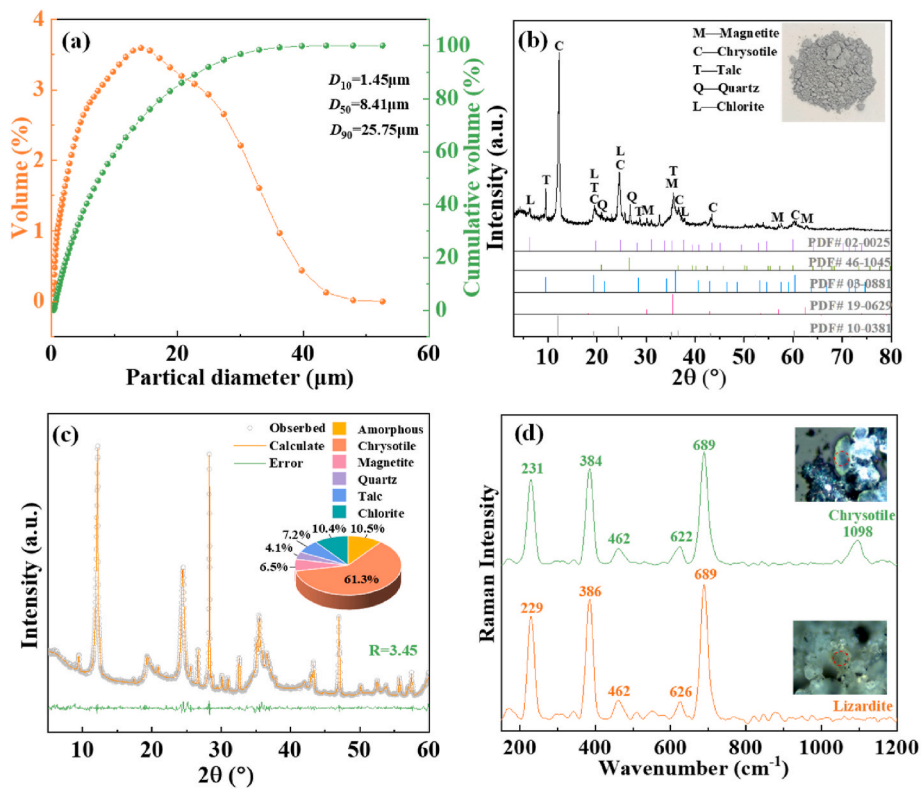 (a)
D10=1.45μm
D50=8.41μm
D90=25.75μm
Volume (%)
0
1
2
3
4
Cumulative volume (%)
0
20
40
60
80
100
0
20
40
60
Partical diameter (μm)
(b)
M—Magnetite
C—Chrysotile
T—Talc
Q—Quartz
L—Chlorite
Intensity (a.u.)
C
L
T
L
T
C
Q
L
C
Q
T
M
T
M
C
L
C
M
C
M
PDF# 02-0025
PDF# 46-1045
PDF# 03-0881
PDF# 19-0629
PDF# 10-0381
10
20
30
40
50
60
70
80
2θ (°)
(c)
Obserbed
Calculate
Error
Amorphous
Chrysotile
Magnetite
Quartz
Talc
Chlorite
10.4%
10.5%
7.2%
4.1%
6.5%
61.3%
R=3.45
Intensity (a.u.)
10
20
30
40
50
60
2θ (°)
(d)
231
384
462
622
689
Chrysotile
1098
229
386
462
626
689
Lizardite
Raman Intensity
200
400
600
800
1000
1200
Wavenumber (cm-1)